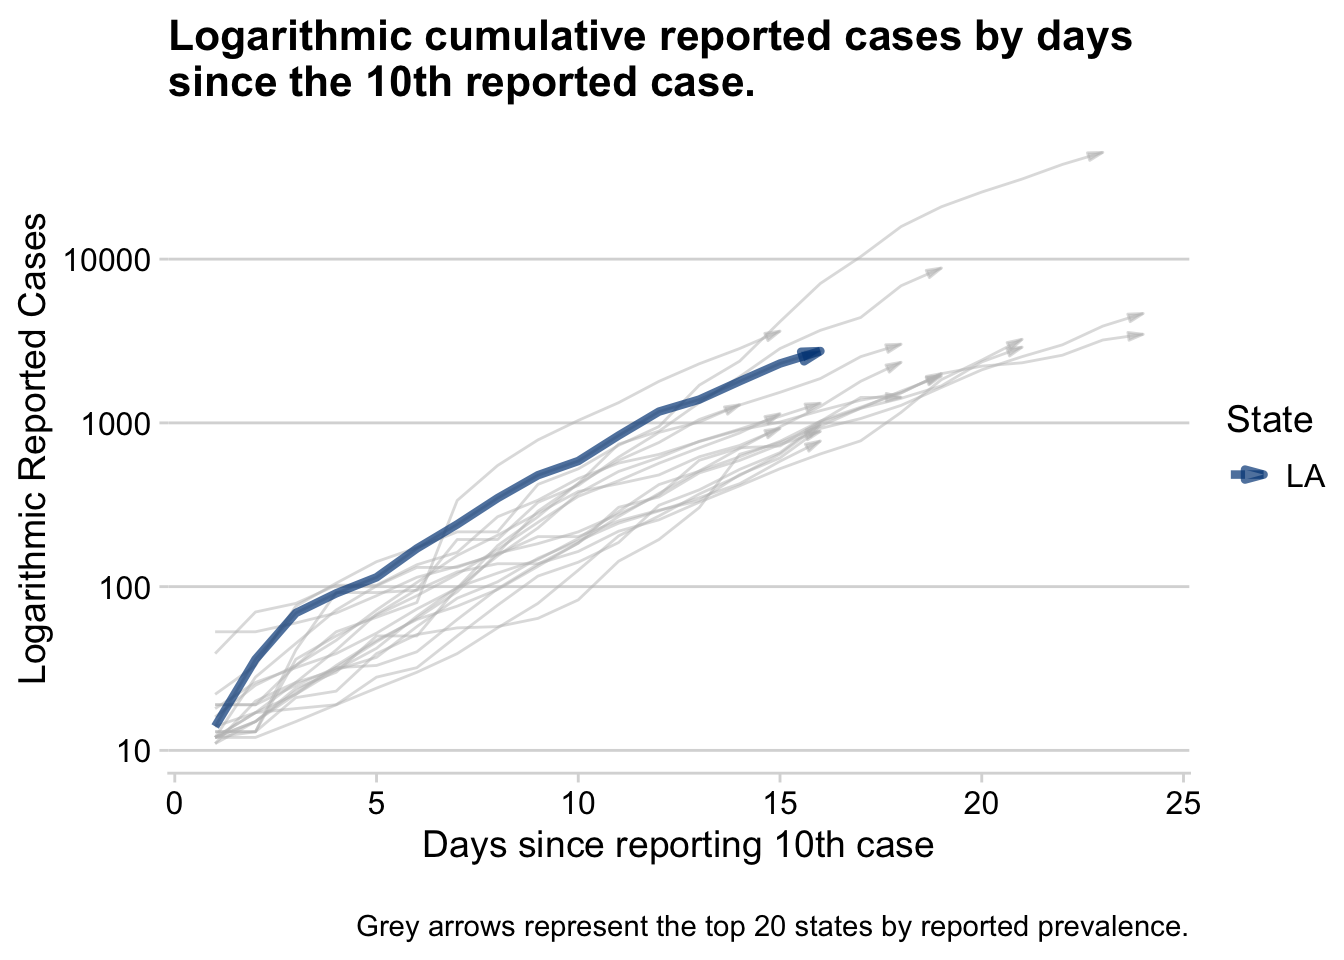 Logarithmic cumulative reported cases by days
since the 10th reported case.
Logarithmic Reported Cases
10000
1000
100
10
0 5 10 15 20 25
Days since reporting 10th case
State
LA
Grey arrows represent the top 20 states by reported prevalence.